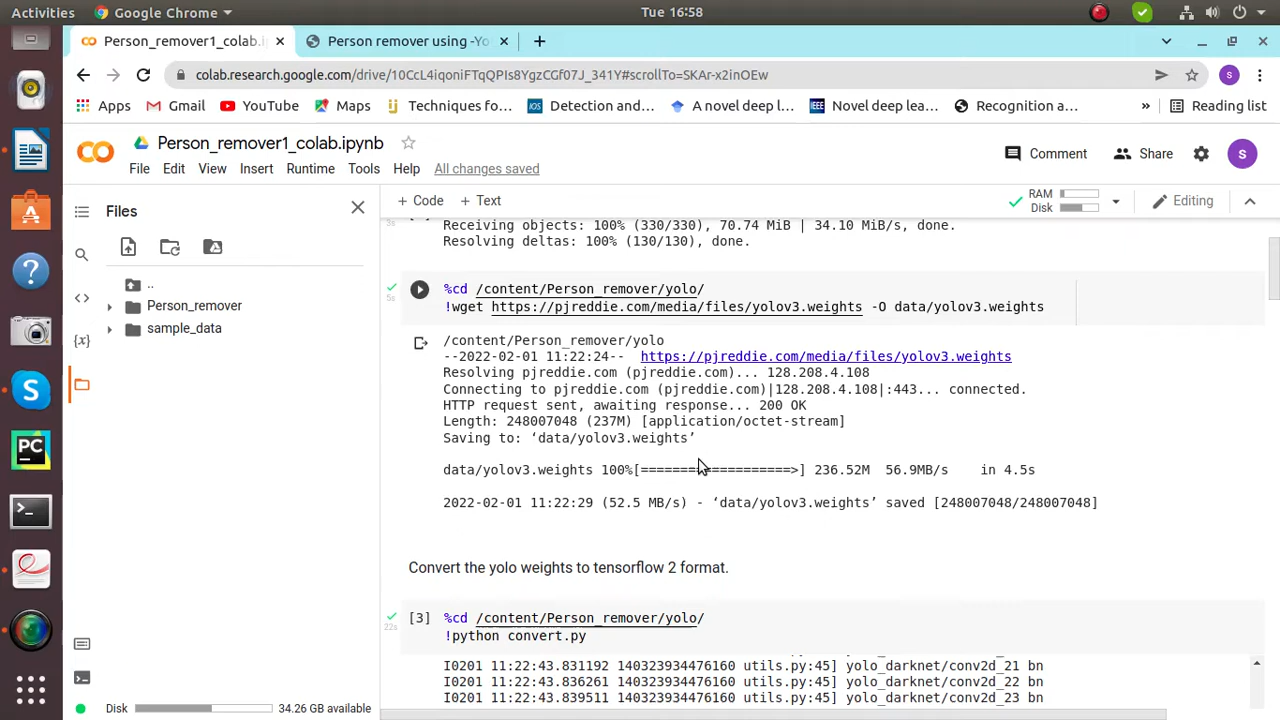 Activities Google Chrome Tue 16:58
Person_remover1_colab.i Person remover using -Yo
colab.research.google.com/drive/10CcL4iqoniFTqQPIs8YgzCGf07J_341Y#scrollTo=SKAr-x2inOEw
Apps Gmail YouTube Maps Techniques fo... Detection and... A novel deep l... Novel deep lea... Recognition a... » Reading list
Person_remover1_colab.ipynb
Comment Share S
File Edit View Insert Runtime Tools Help All changes saved
Files
+ Code + Text
RAM
Disk
Editing
..
Person_remover
sample_data
3s
Receiving objects: 100% (330/330), 70.74 MiB | 34.10 MiB/s, done.
Resolving deltas: 100% (130/130), done.
5s
%cd /content/Person_remover/yolo/
!wget https://pjreddie.com/media/files/yolov3.weights -O data/yolov3.weights
/content/Person_remover/yolo
--2022-02-01 11:22:24-- https://pjreddie.com/media/files/yolov3.weights
Resolving pjreddie.com (pjreddie.com)... 128.208.4.108
Connecting to pjreddie.com (pjreddie.com)|128.208.4.108|:443... connected.
HTTP request sent, awaiting response... 200 OK
Length: 248007048 (237M) [application/octet-stream]
Saving to: ‘data/yolov3.weights’
data/yolov3.weights 100%[===================>] 236.52M 56.9MB/s in 4.5s
2022-02-01 11:22:29 (52.5 MB/s) - ‘data/yolov3.weights’ saved [248007048/248007048]
Convert the yolo weights to tensorflow 2 format.
22s
[3] %cd /content/Person_remover/yolo/
!python convert.py
I0201 11:22:43.831192 140323934476160 utils.py:45] yolo_darknet/conv2d_21 bn
I0201 11:22:43.836261 140323934476160 utils.py:45] yolo_darknet/conv2d_22 bn
I0201 11:22:43.839511 140323934476160 utils.py:45] yolo_darknet/conv2d_23 bn
Disk 34.26 GB available